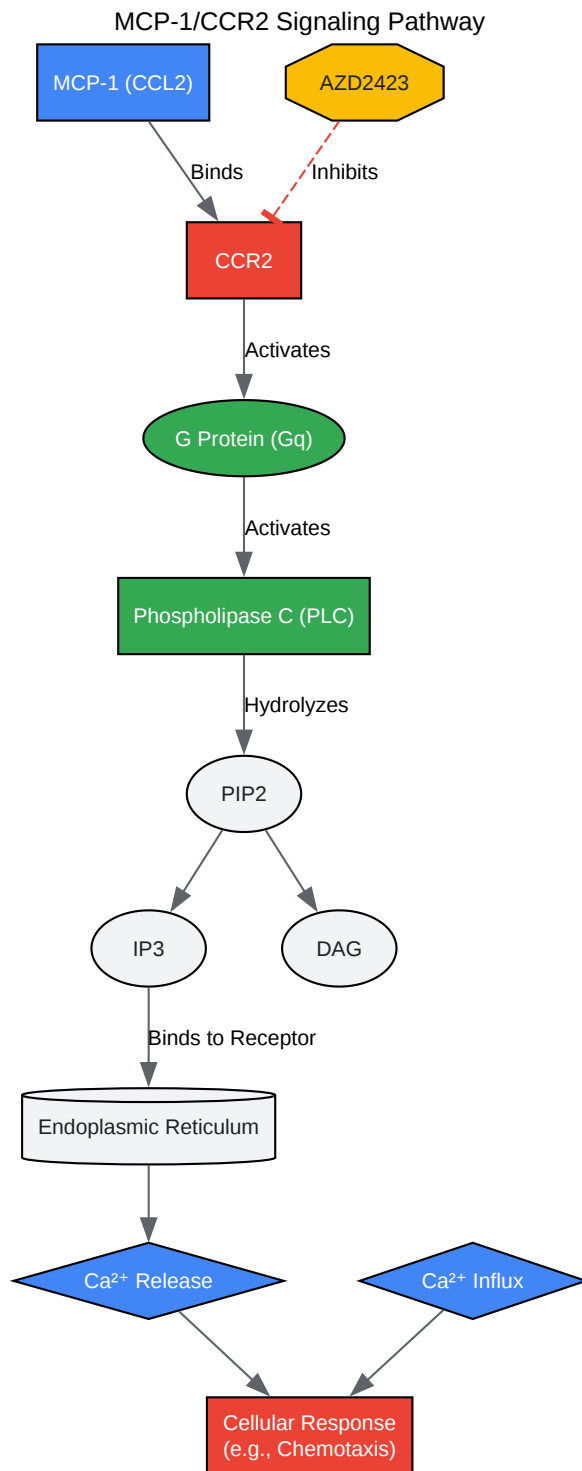 MCP-1/CCR2 Signaling Pathway
MCP-1 (CCL2)
AZD2423
Binds
Inhibits
CCR2
Activates
G Protein (Gq)
Activates
Phospholipase C (PLC)
Hydrolyzes
PIP2
IP3
DAG
Binds to Receptor
Endoplasmic Reticulum
Ca²⁺ Release
Ca²⁺ Influx
Cellular Response
(e.g., Chemotaxis)